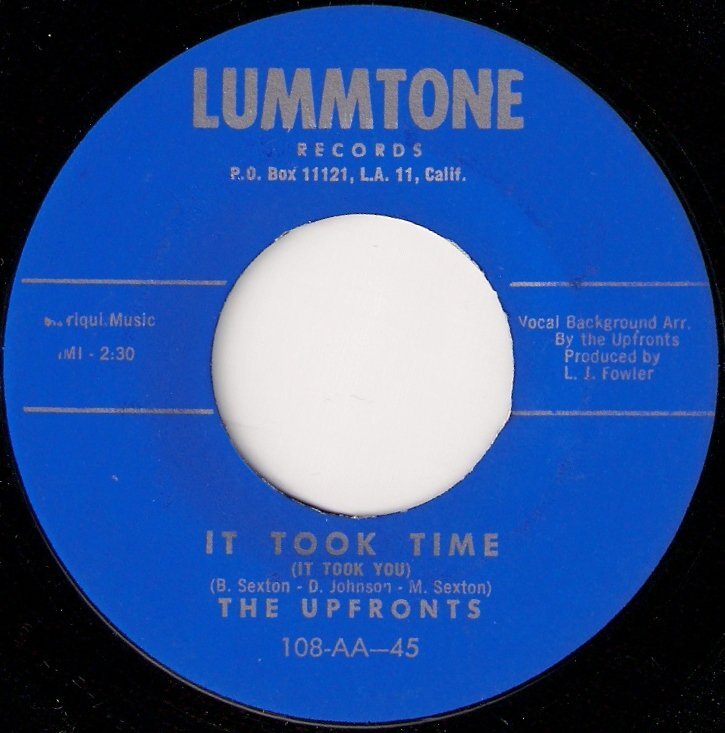 LUMMTONE
RECORDS
P.O. Box 11121, L.A. 11, Calif.
Music
2:30
Vocal Background Arr.
By the Upfronts
Produced by
L. J. Fowler
IT TOOK TIME
(IT TOOK YOU)
(B. Sexton - D. Johnson - M. Sexton)
THE UPFRONTS
108-AA—45